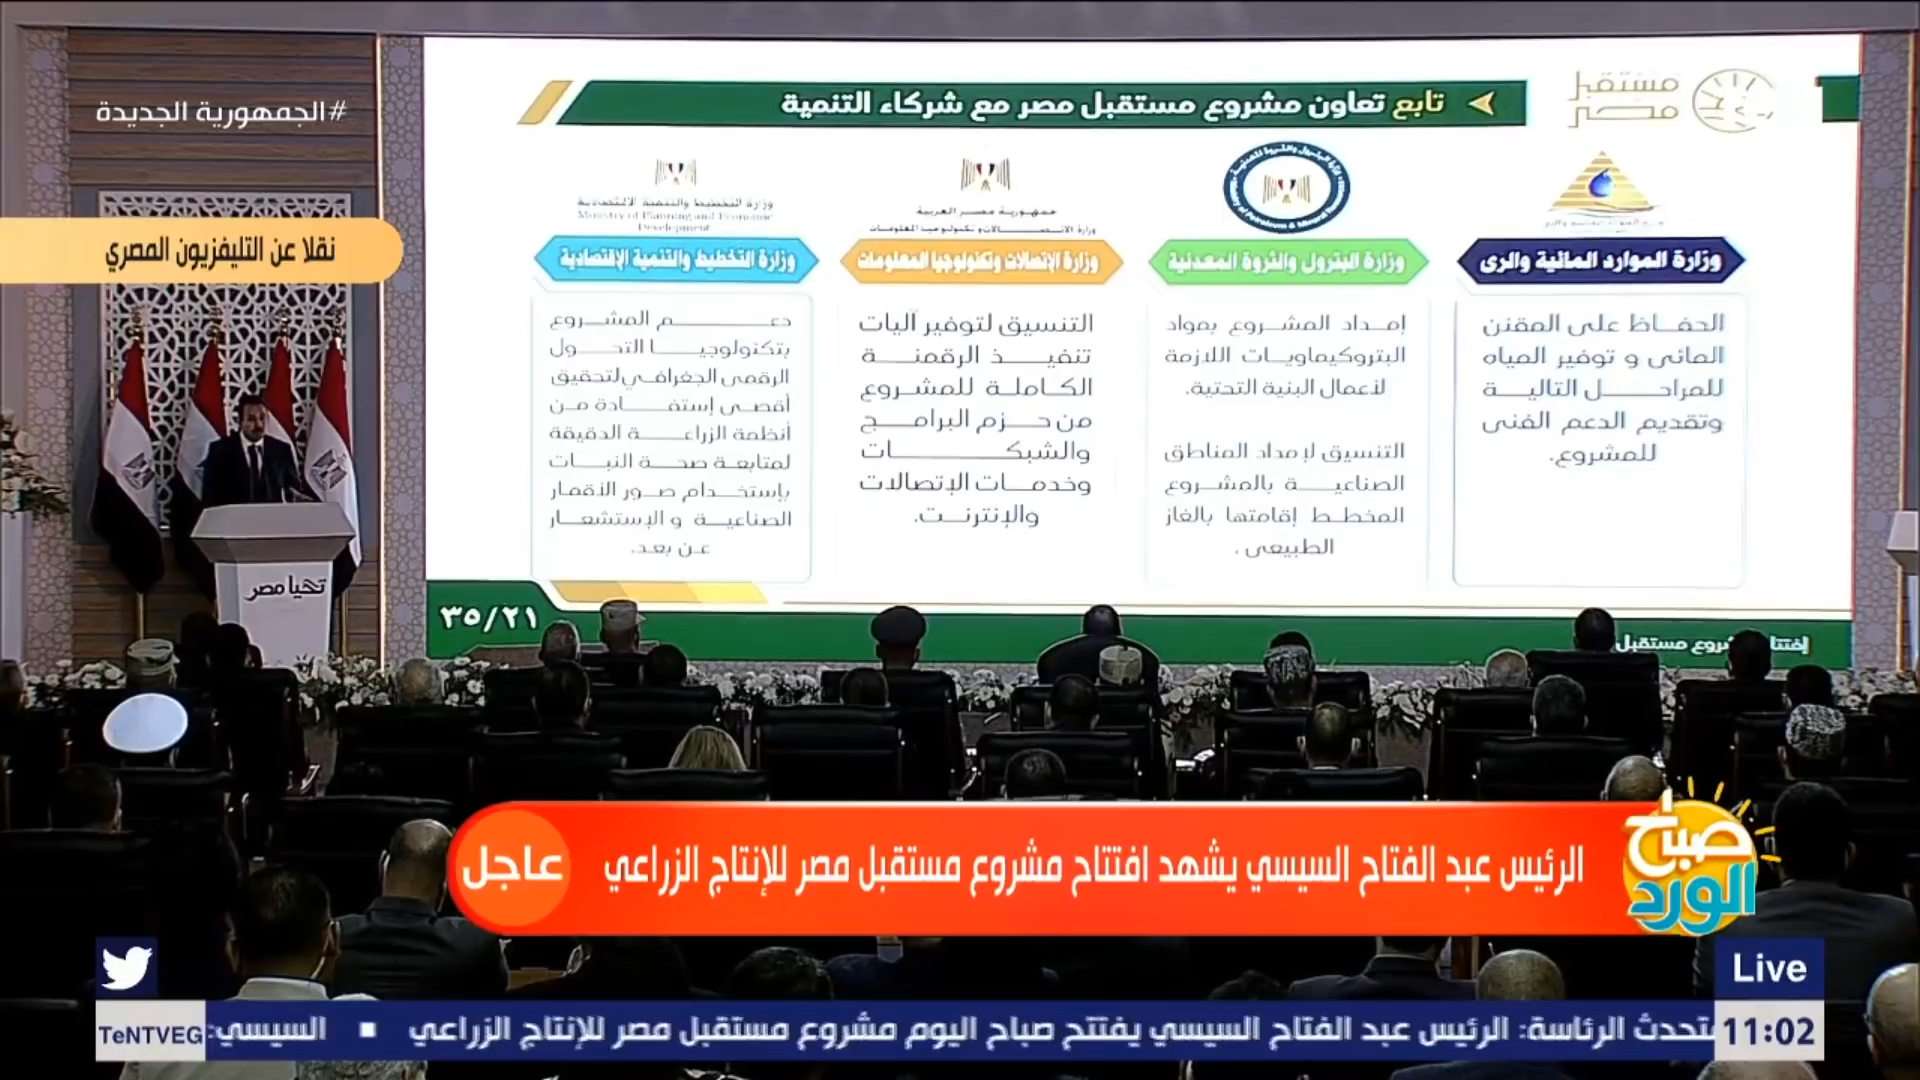 #الجمهورية الجديدة
نقلا عن التليفزيون المصري
مستقبل
مصر
تابع تعاون مشروع مستقبل مصر مع شركاء التنمية
وزارة الموارد المائية والرى
الحفاظ على المقنن
المائى و توفير المياه
للمراحل التالية
وتقديم الدعم الفنى
للمشروع.
وزارة البترول والثروة المعدنية
إمداد المشروع بمواد
البتروكيماويات اللازمة
لأعمال البنية التحتية.
التنسيق لإمداد المناطق
الصناعية بالمشروع
المخطط إقامتها بالغاز
الطبيعى .
جمهورية مصر العربية
وزارة الاتصالات وتكنولوجيا المعلومات
وزارة الإتصالات وتكنولوجيا المعلومات
التنسيق لتوفير آليات
تنفيذ الرقمنة
الكاملة للمشروع
من حزم البرامج
والشبكات
وخدمات الإتصالات
والإنترنت.
وزارة التخطيط والتنمية الاقتصادية
Ministry of Planning and Economic
Development
وزارة التخطيط والتنمية الإقتصادية
دعم المشروع
بتكنولوجيا التحول
الرقمى الجغرافي لتحقيق
أقصى إستفادة من
أنظمة الزراعة الدقيقة
لمتابعة صحة النبات
بإستخدام صور الأقمار
الصناعية و الإستشعار
عن بعد.
٣٥/٢١
مستقبل
تحيا مصر
عاجل
الرئيس عبد الفتاح السيسي يشهد افتتاح مشروع مستقبل مصر للإنتاج الزراعي
صباح
الورد
Live
11:02
متحدث الرئاسة: الرئيس عبد الفتاح السيسي يفتتح صباح اليوم مشروع مستقبل مصر للإنتاج الزراعي ■ السيسي:
TeNTVEG